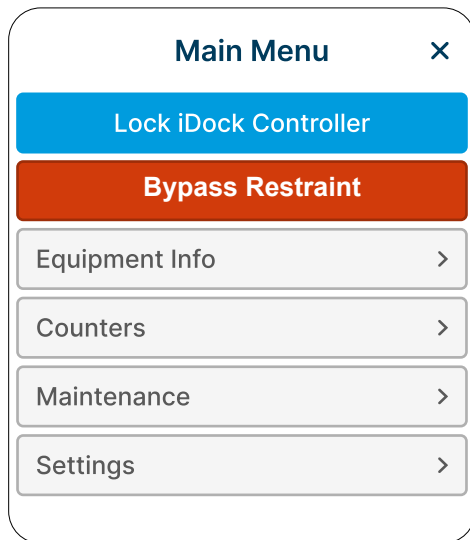 Main Menu
Lock iDock Controller
Bypass Restraint
Equipment Info
Counters
Maintenance
Settings